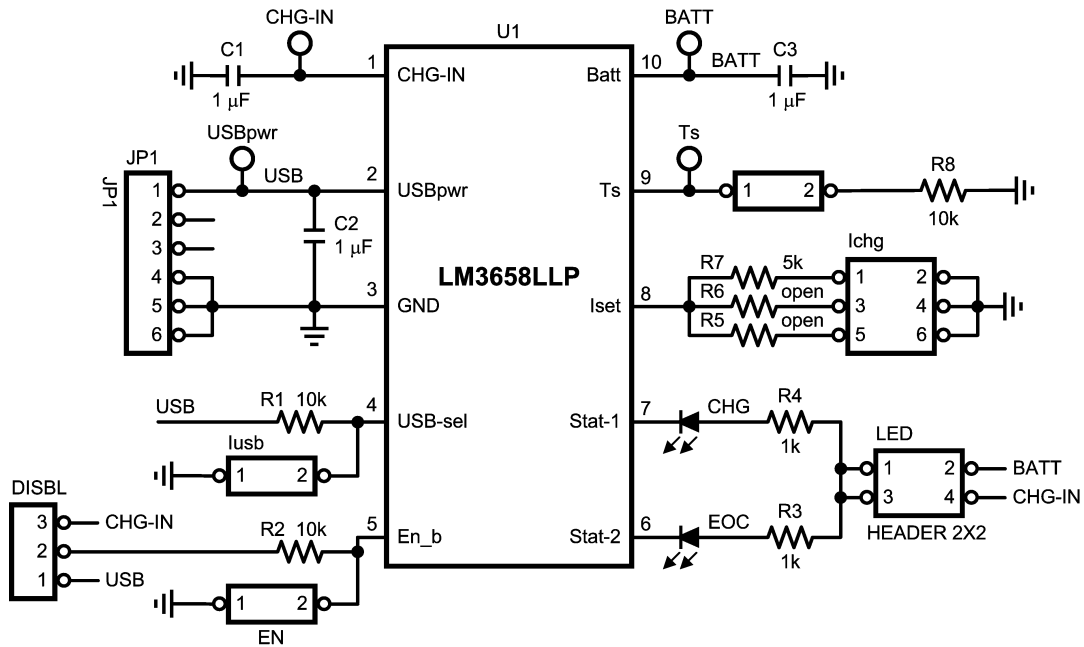 CHG-IN
BATT
U1
C1
1
CHG-IN
Batt
10
BATT
C3
1 µF
1 µF
USBpwr
Ts
JP1
JP1
1
USB
2
USBpwr
Ts
9
1
2
R8
10k
2
3
C2
1 µF
4
5
6
3
GND
LM3658LLP
Iset
8
R7
5k
R6
open
R5
open
Ichg
1
2
3
4
5
6
USB
R1 10k
4
USB-sel
Iusb
1
2
Stat-1
7
CHG
R4
1k
LED
1
2
BATT
3
4
CHG-IN
HEADER 2X2
DISBL
3
CHG-IN
2
R2 10k
5
En_b
1
USB
Stat-2
6
EOC
R3
1k
1
2
EN